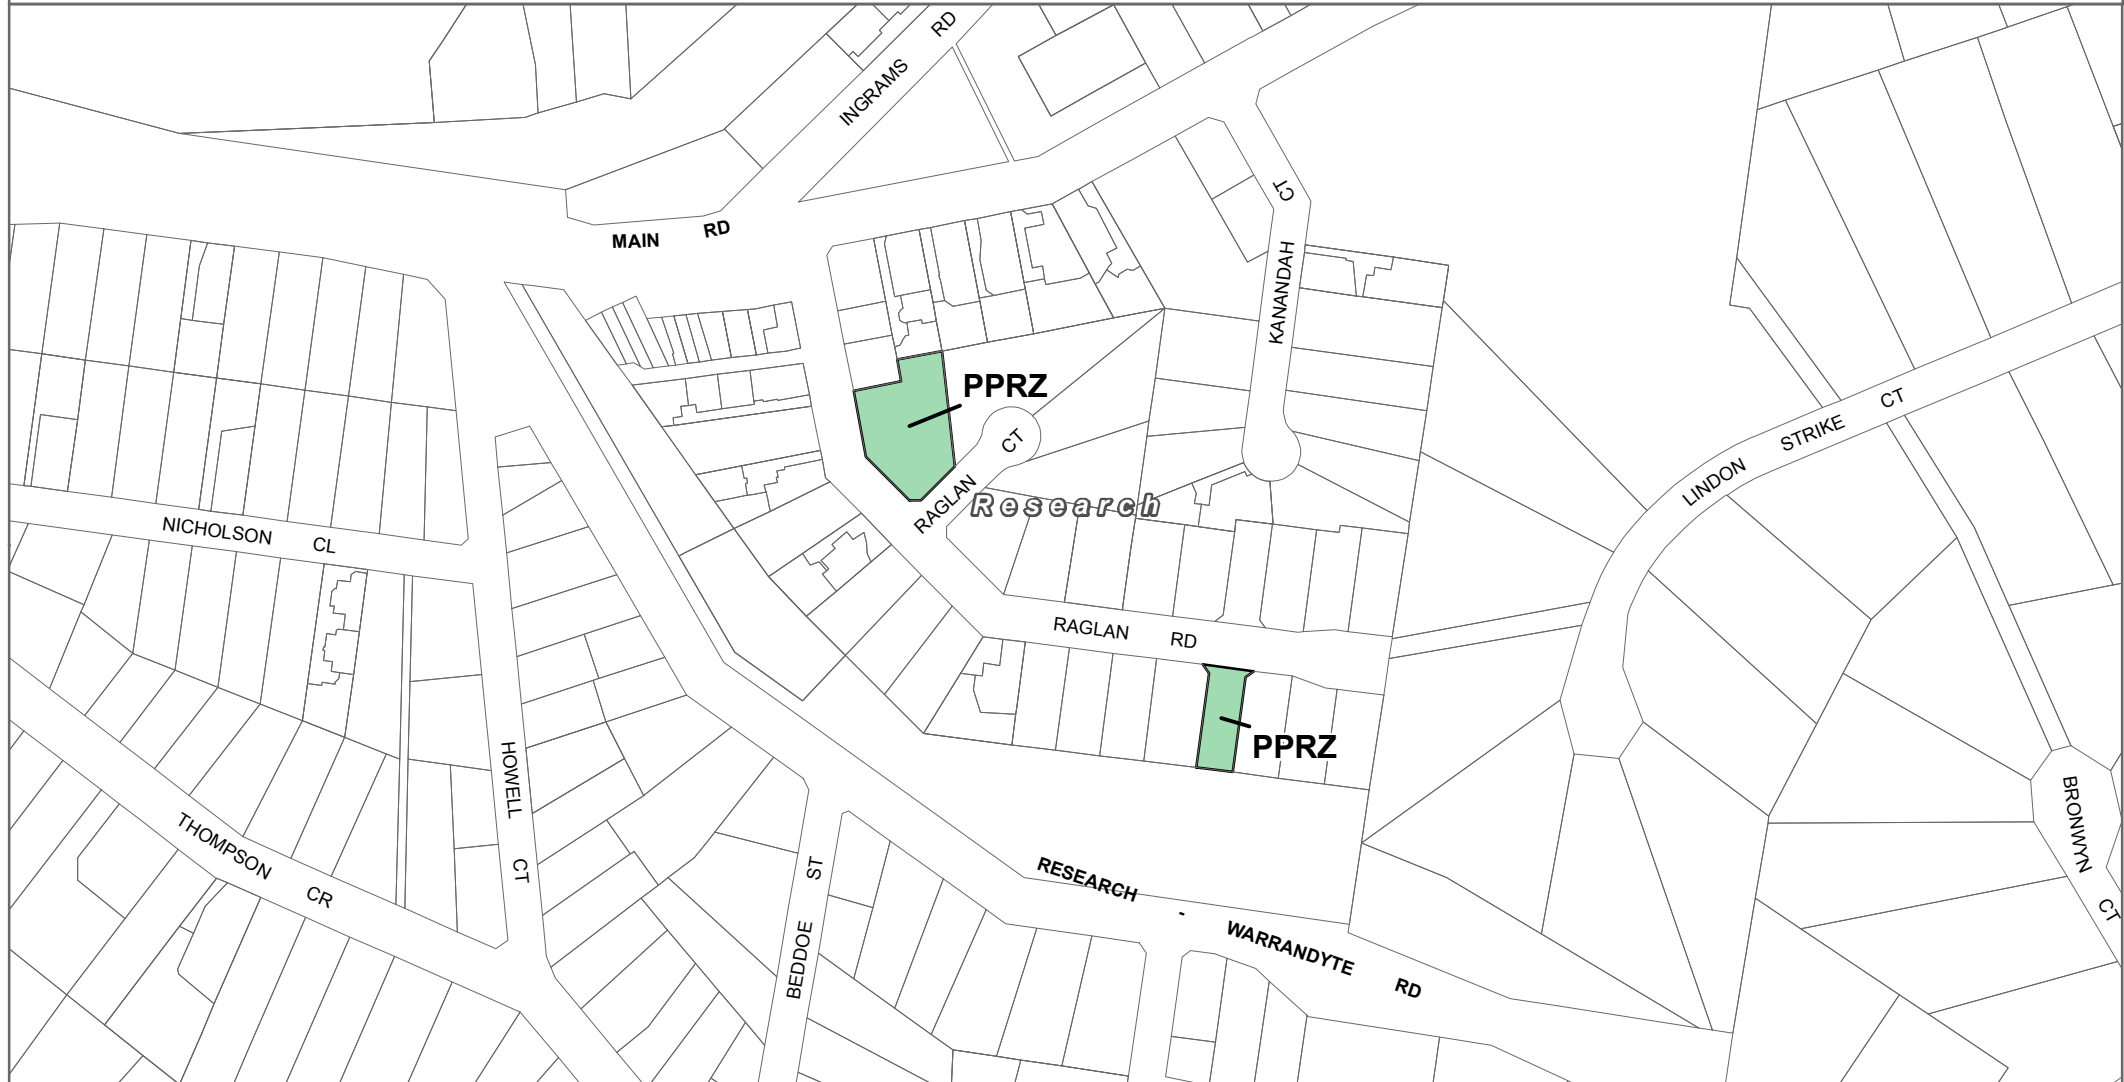 INGRAMS RD
MAIN RD
KANANDAH CT
PPRZ
RAGLAN CT
LINDON STRIKE CT
Research
NICHOLSON CL
RAGLAN RD
PPRZ
HOWELL CT
THOMPSON CR
BEDDOE ST
RESEARCH - WARRANDYTE RD
BRONWYN CT